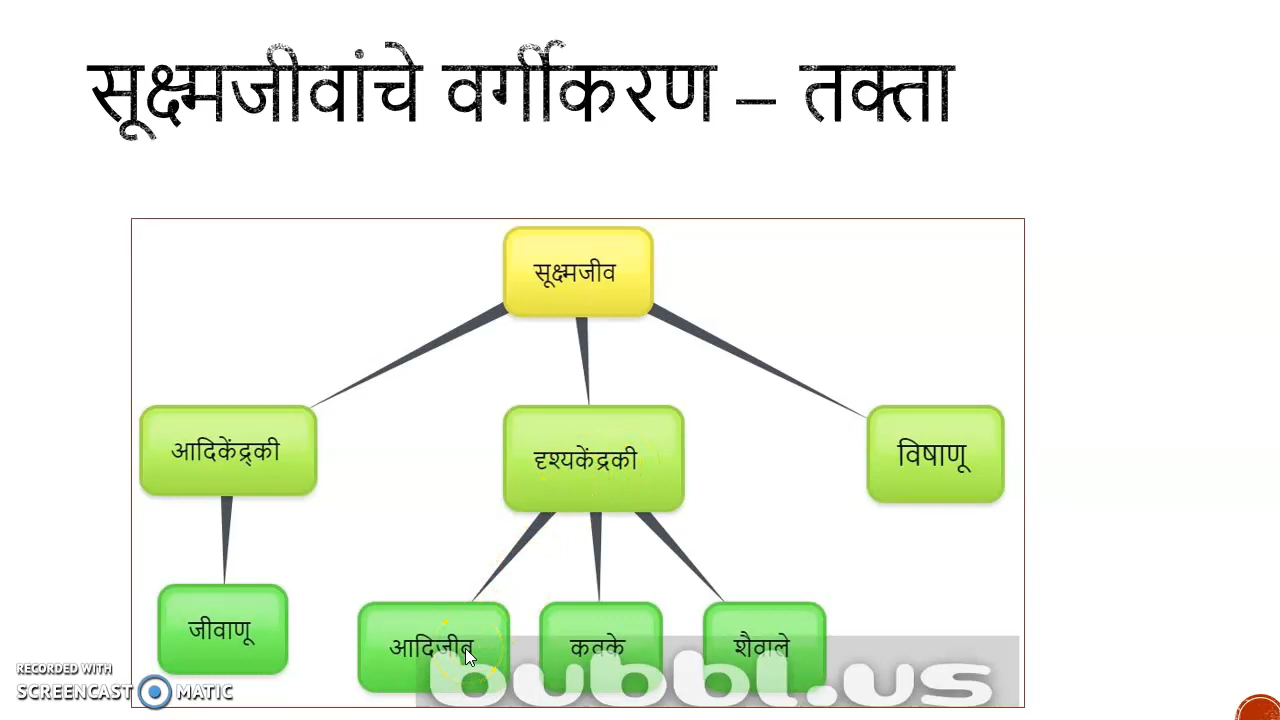 सूक्ष्मजीवांचे वर्गीकरण – तक्ता
सूक्ष्मजीव
आदिकेंद्रकी
दृश्यकेंद्रकी
विषाणू
जीवाणू
आदिजीव
कवके
शैवाले
bubbl.us
RECORDED WITH
SCREENCAST MATIC